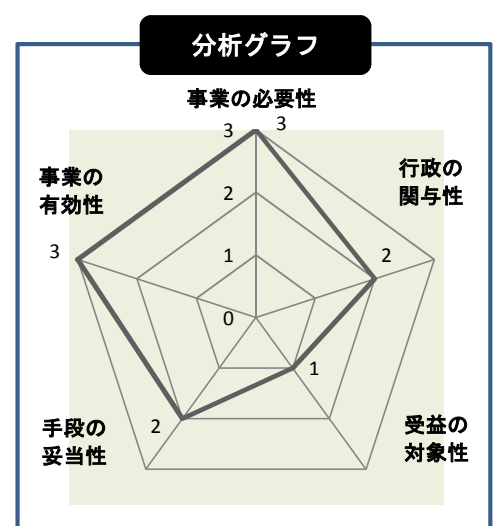 分析グラフ
事業の必要性
3
3
行政の
関与性
事業の
有効性
2
3
2
1
0
1
2
受益の
対象性
手段の
妥当性